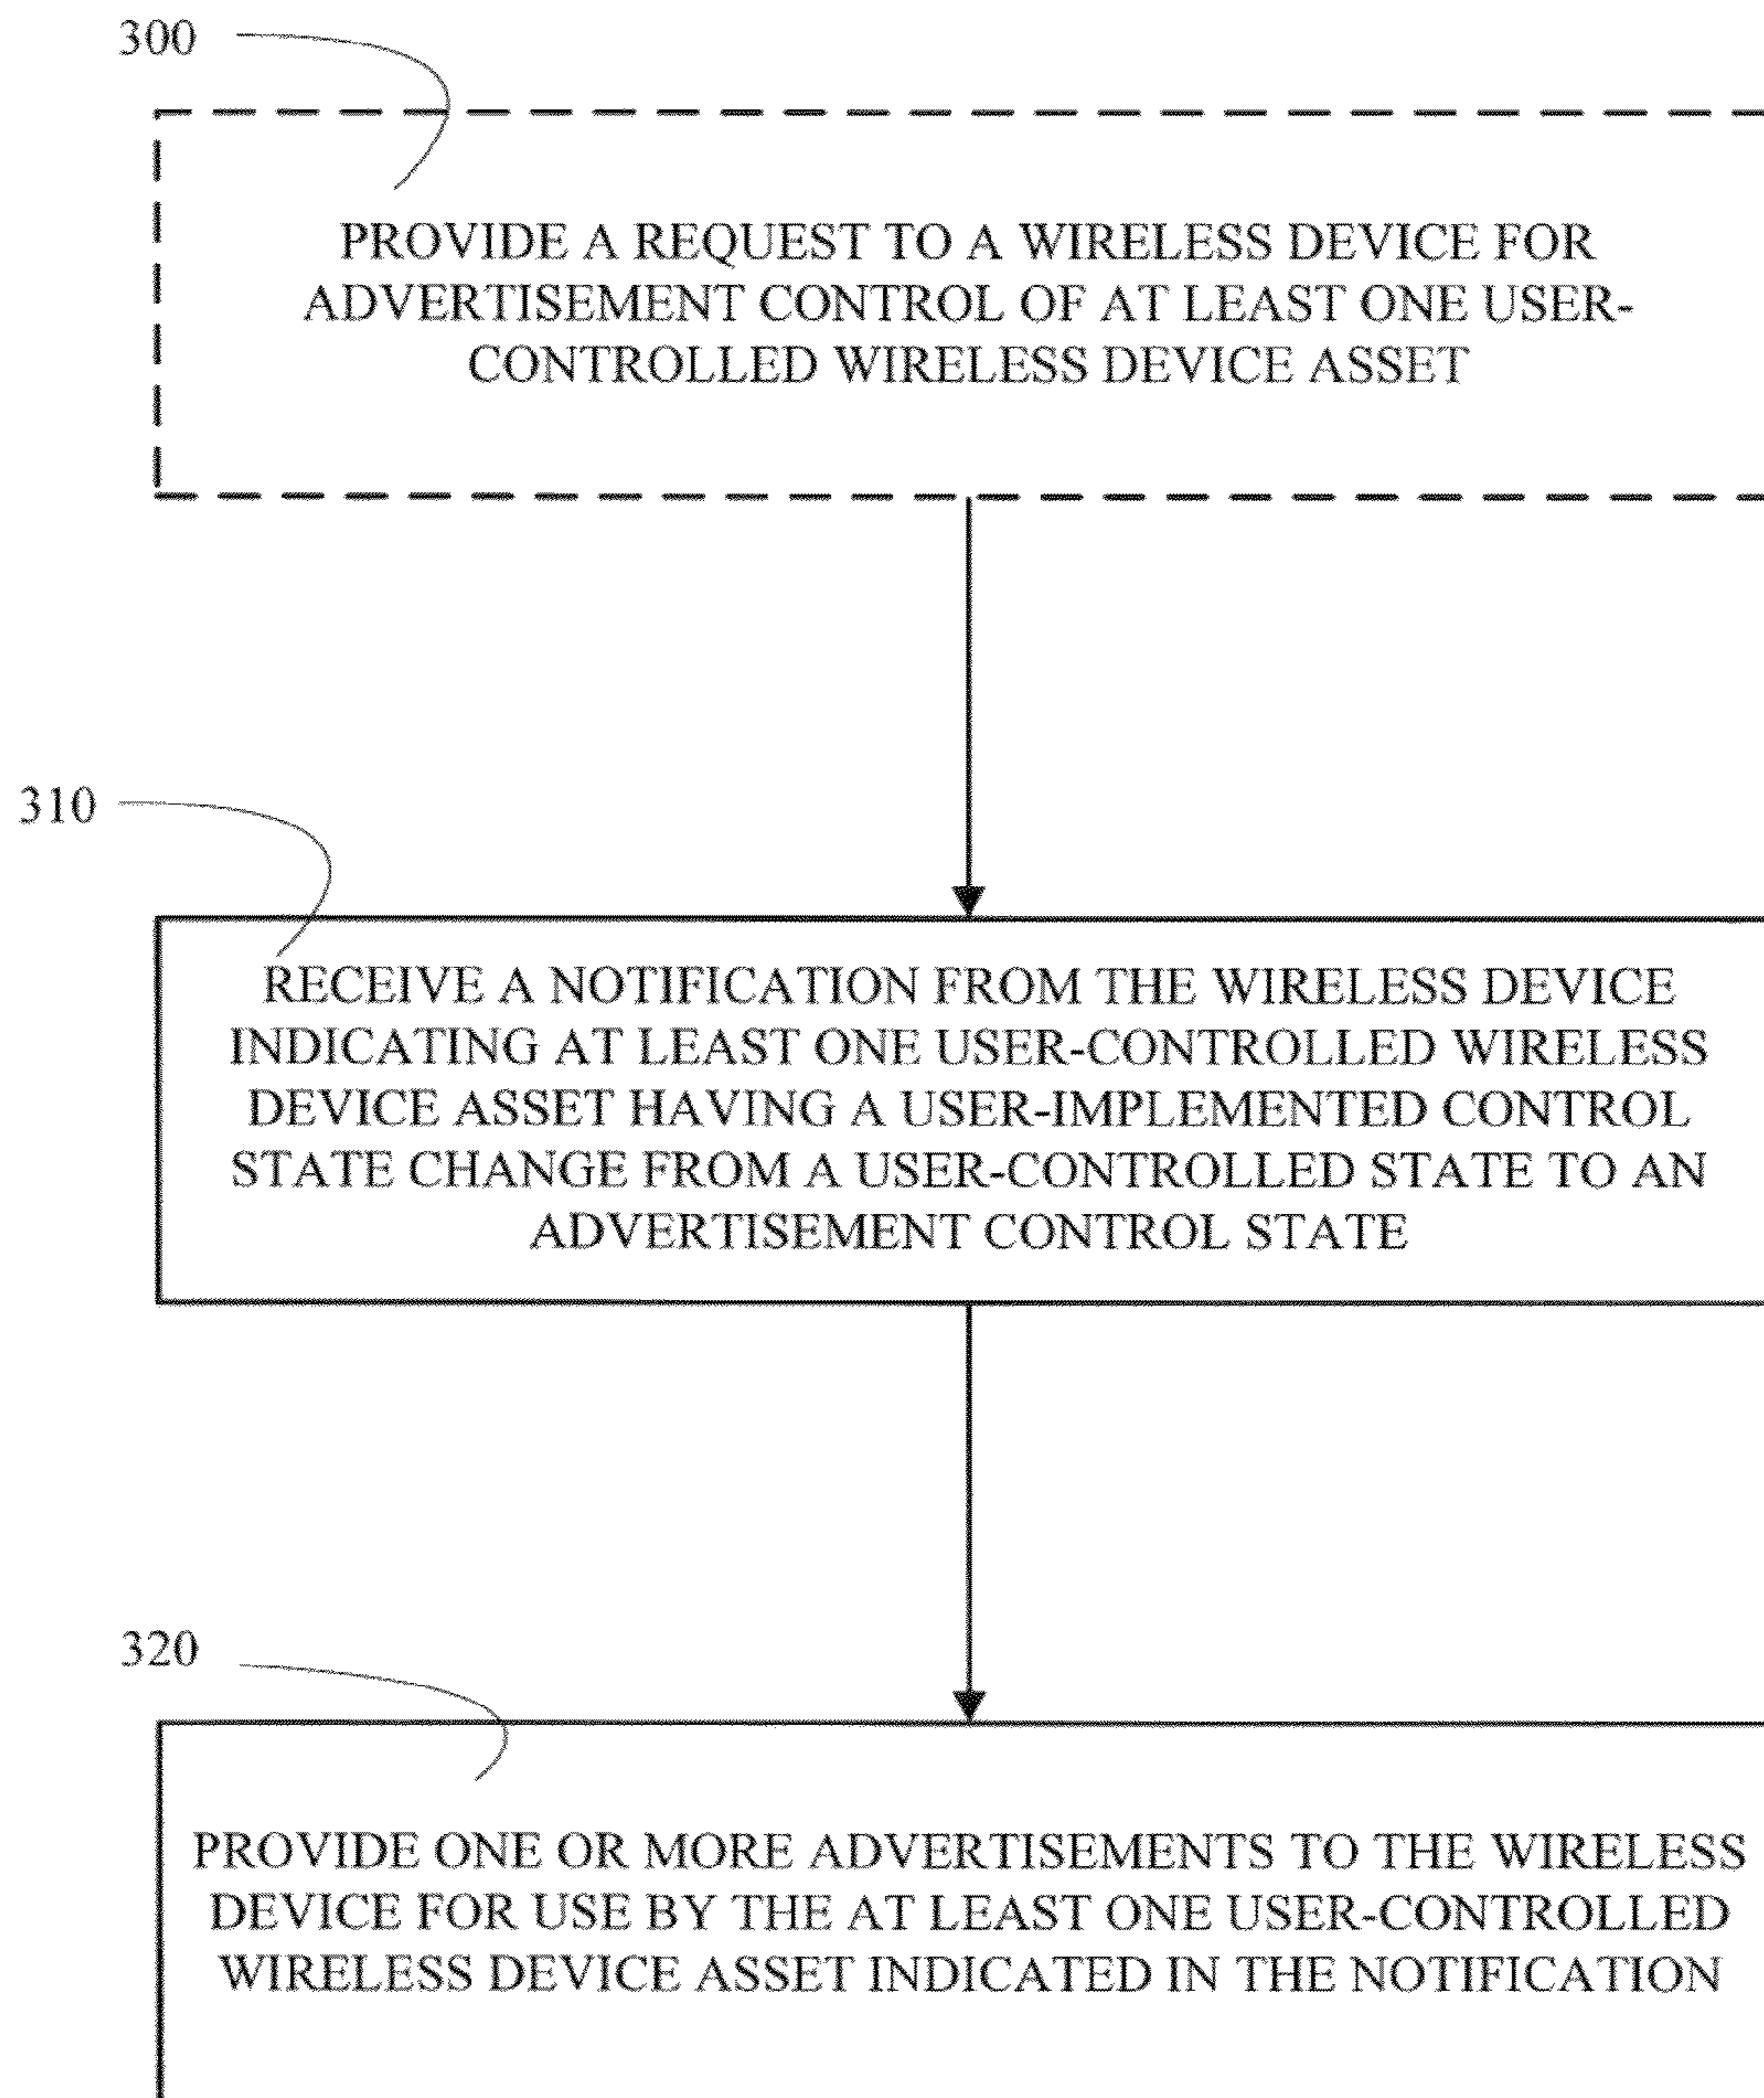 300
PROVIDE A REQUEST TO A WIRELESS DEVICE FOR
ADVERTISEMENT CONTROL OF AT LEAST ONE USER-
CONTROLLED WIRELESS DEVICE ASSET
310
RECEIVE A NOTIFICATION FROM THE WIRELESS DEVICE
INDICATING AT LEAST ONE USER-CONTROLLED WIRELESS
DEVICE ASSET HAVING A USER-IMPLEMENTED CONTROL
STATE CHANGE FROM A USER-CONTROLLED STATE TO AN
ADVERTISEMENT CONTROL STATE
320
PROVIDE ONE OR MORE ADVERTISEMENTS TO THE WIRELESS
DEVICE FOR USE BY THE AT LEAST ONE USER-CONTROLLED
WIRELESS DEVICE ASSET INDICATED IN THE NOTIFICATION